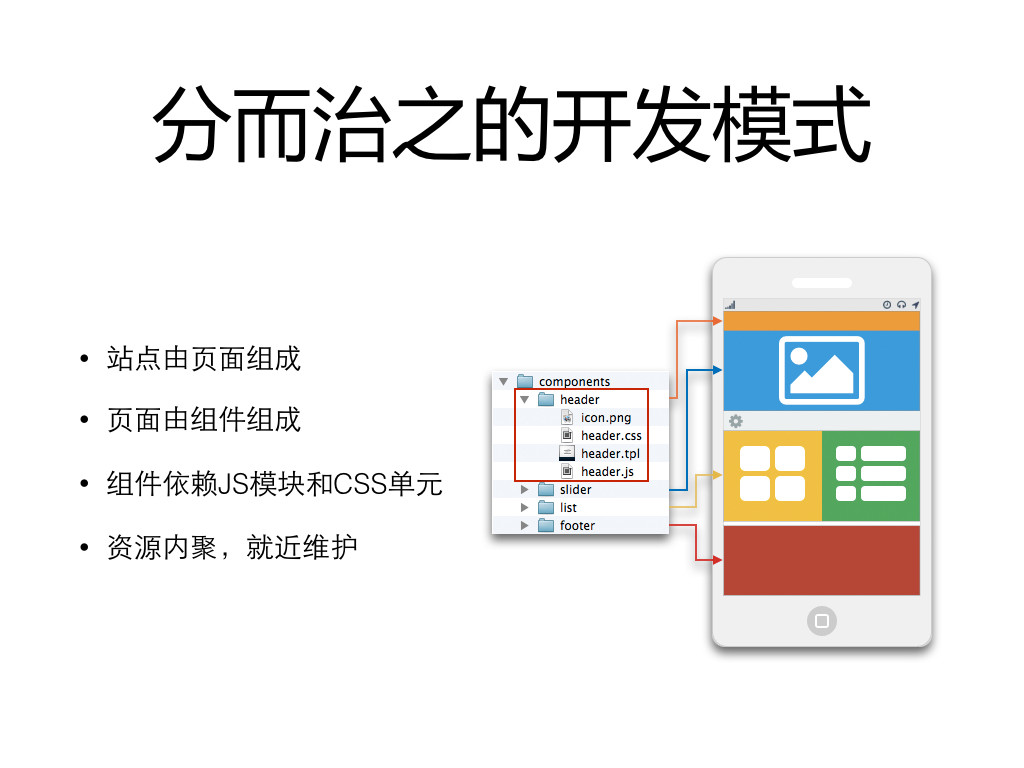 分而治之的开发模式
• 站点由页面组成
• 页面由组件组成
• 组件依赖JS模块和CSS单元
• 资源内聚，就近维护
components
header
icon.png
header.css
header.tpl
header.js
slider
list
footer